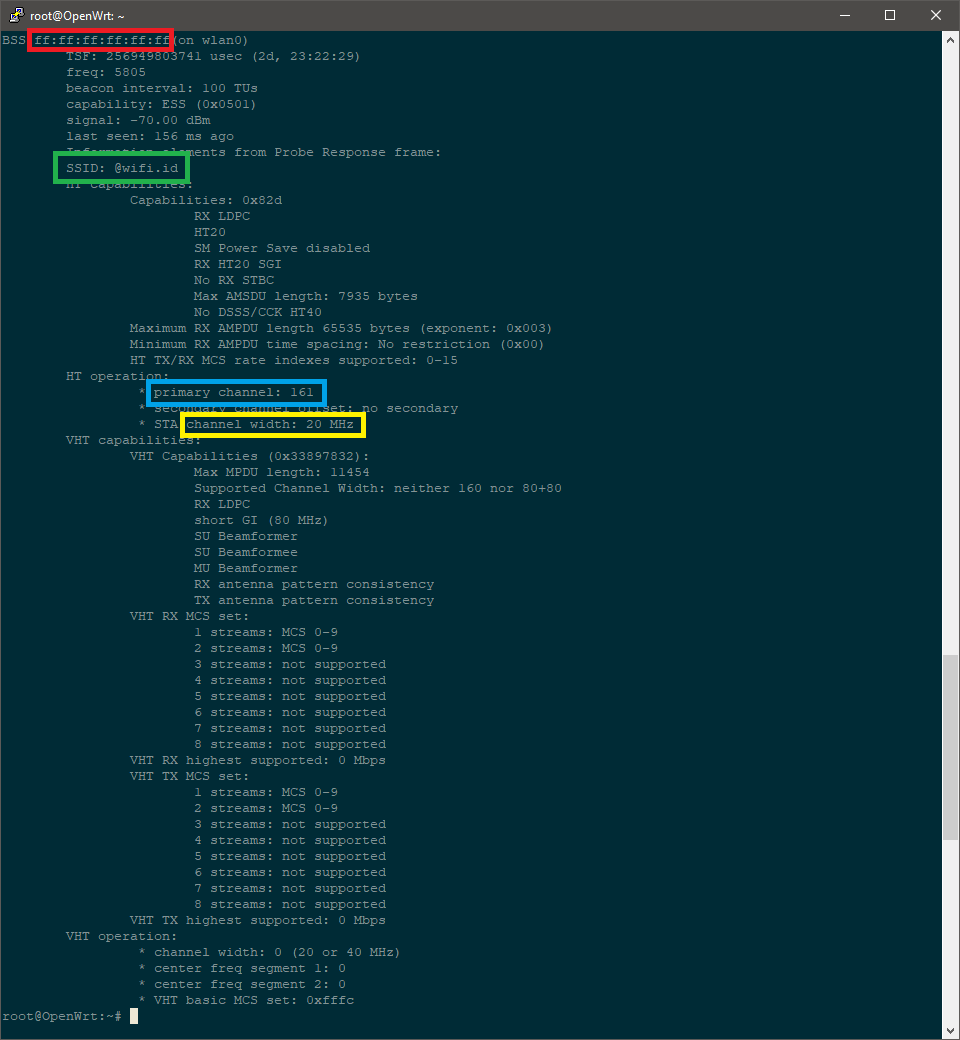 root@OpenWrt: ~
BSS ff:ff:ff:ff:ff:ff(on wlan0)
TSF: 256949803741 usec (2d, 23:22:29)
freq: 5805
beacon interval: 100 TUs
capability: ESS (0x0501)
signal: -70.00 dBm
last seen: 156 ms ago
Information elements from Probe Response frame:
SSID: @wifi.id
HT capabilities:
Capabilities: 0x82d
RX LDPC
HT20
SM Power Save disabled
RX HT20 SGI
No RX STBC
Max AMSDU length: 7935 bytes
No DSSS/CCK HT40
Maximum RX AMPDU length 65535 bytes (exponent: 0x003)
Minimum RX AMPDU time spacing: No restriction (0x00)
HT TX/RX MCS rate indexes supported: 0-15
HT operation:
* primary channel: 161
* secondary channel offset: no secondary
* STA channel width: 20 MHz
VHT capabilities:
VHT Capabilities (0x33897832):
Max MPDU length: 11454
Supported Channel Width: neither 160 nor 80+80
RX LDPC
short GI (80 MHz)
SU Beamformer
SU Beamformee
MU Beamformer
RX antenna pattern consistency
TX antenna pattern consistency
VHT RX MCS set:
1 streams: MCS 0-9
2 streams: MCS 0-9
3 streams: not supported
4 streams: not supported
5 streams: not supported
6 streams: not supported
7 streams: not supported
8 streams: not supported
VHT RX highest supported: 0 Mbps
VHT TX MCS set:
1 streams: MCS 0-9
2 streams: MCS 0-9
3 streams: not supported
4 streams: not supported
5 streams: not supported
6 streams: not supported
7 streams: not supported
8 streams: not supported
VHT TX highest supported: 0 Mbps
VHT operation:
* channel width: 0 (20 or 40 MHz)
* center freq segment 1: 0
* center freq segment 2: 0
* VHT basic MCS set: 0xfffc
root@OpenWrt:~#